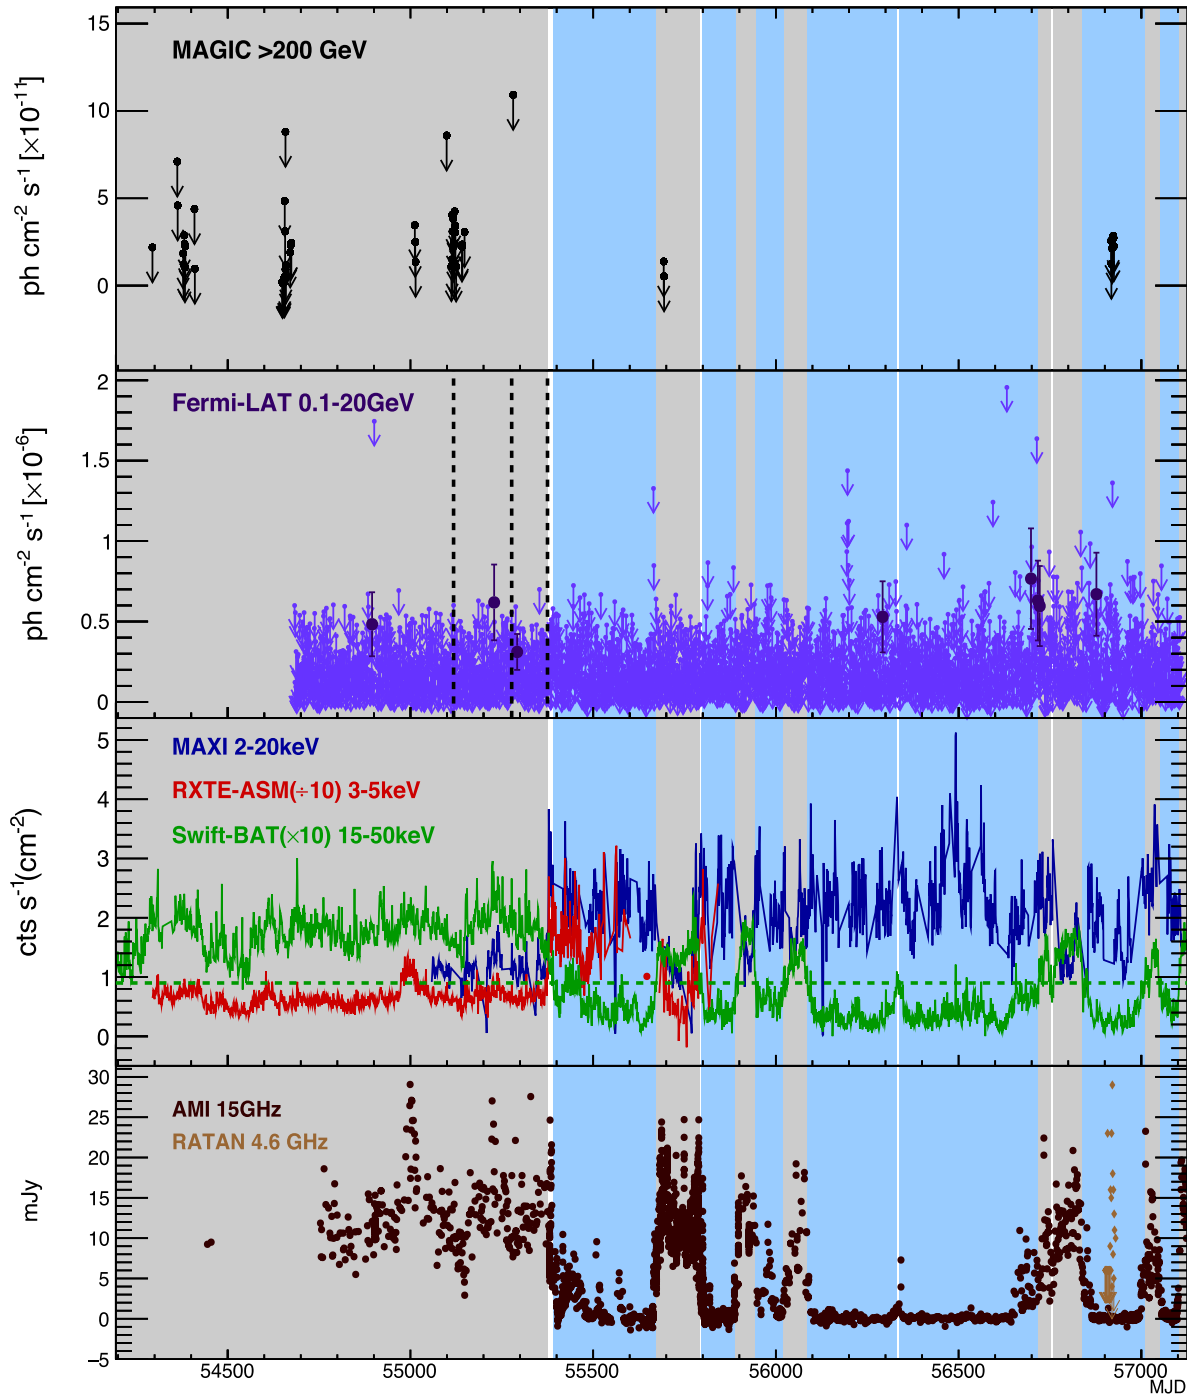 15
MAGIC >200 GeV
10
5
0
ph cm-2 s-1 [×10-11]
2
Fermi-LAT 0.1-20GeV
1.5
1
0.5
0
ph cm-2 s-1 [×10-6]
5
MAXI 2-20keV
RXTE-ASM(÷10) 3-5keV
4
Swift-BAT(×10) 15-50keV
3
2
1
0
cts s-1(cm-2)
30
AMI 15GHz
25
RATAN 4.6 GHz
20
15
10
5
0
−5
mJy
54500 55000 55500 56000 56500 57000
MJD